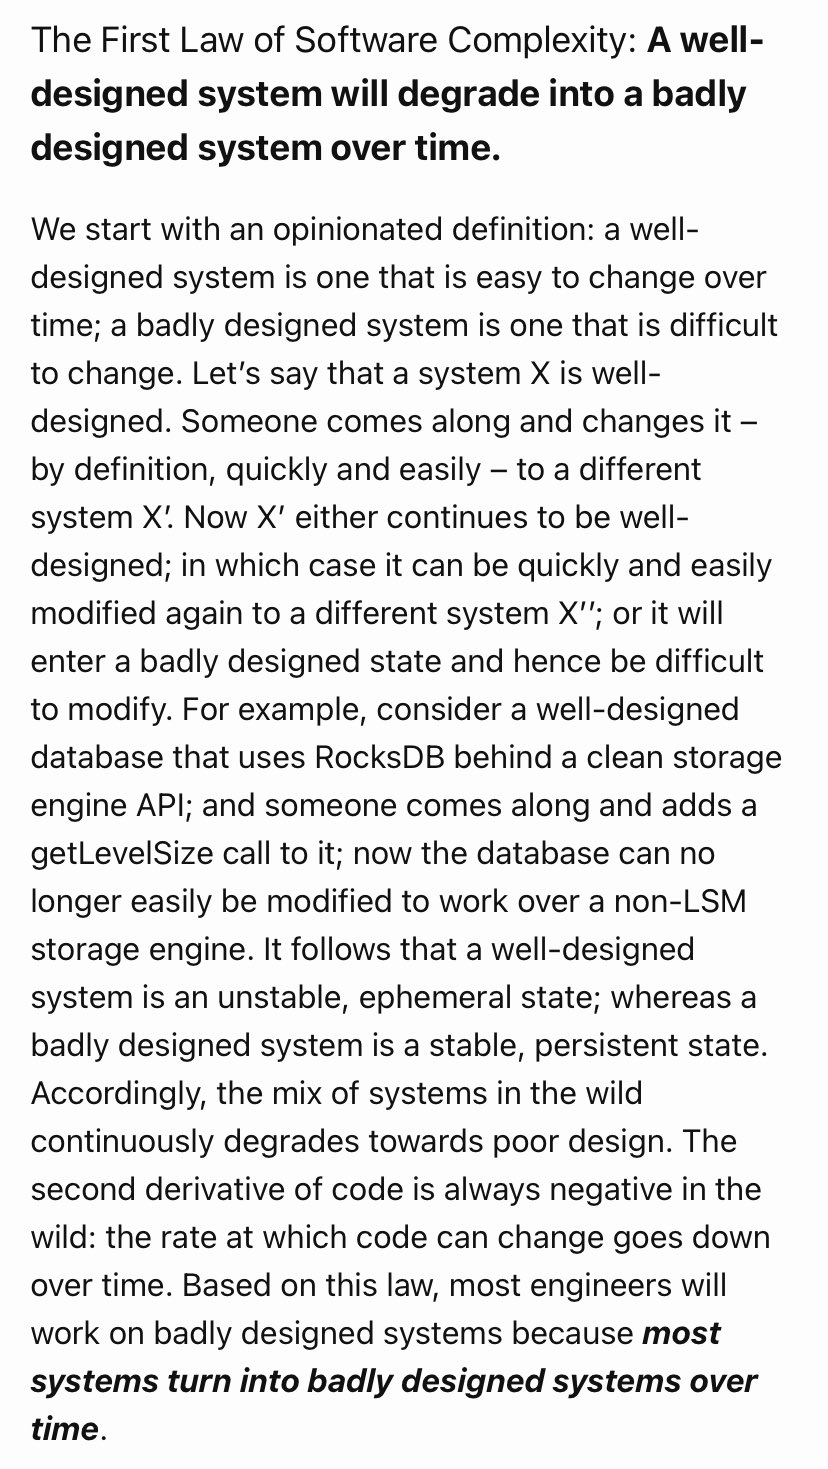 The First Law of Software Complexity: A well-
designed system will degrade into a badly
designed system over time.
We start with an opinionated definition: a well-
designed system is one that is easy to change over
time; a badly designed system is one that is difficult
to change. Let’s say that a system X is well-
designed. Someone comes along and changes it –
by definition, quickly and easily – to a different
system X’. Now X’ either continues to be well-
designed; in which case it can be quickly and easily
modified again to a different system X’’; or it will
enter a badly designed state and hence be difficult
to modify. For example, consider a well-designed
database that uses RocksDB behind a clean storage
engine API; and someone comes along and adds a
getLevelSize call to it; now the database can no
longer easily be modified to work over a non-LSM
storage engine. It follows that a well-designed
system is an unstable, ephemeral state; whereas a
badly designed system is a stable, persistent state.
Accordingly, the mix of systems in the wild
continuously degrades towards poor design. The
second derivative of code is always negative in the
wild: the rate at which code can change goes down
over time. Based on this law, most engineers will
work on badly designed systems because most
systems turn into badly designed systems over
time.